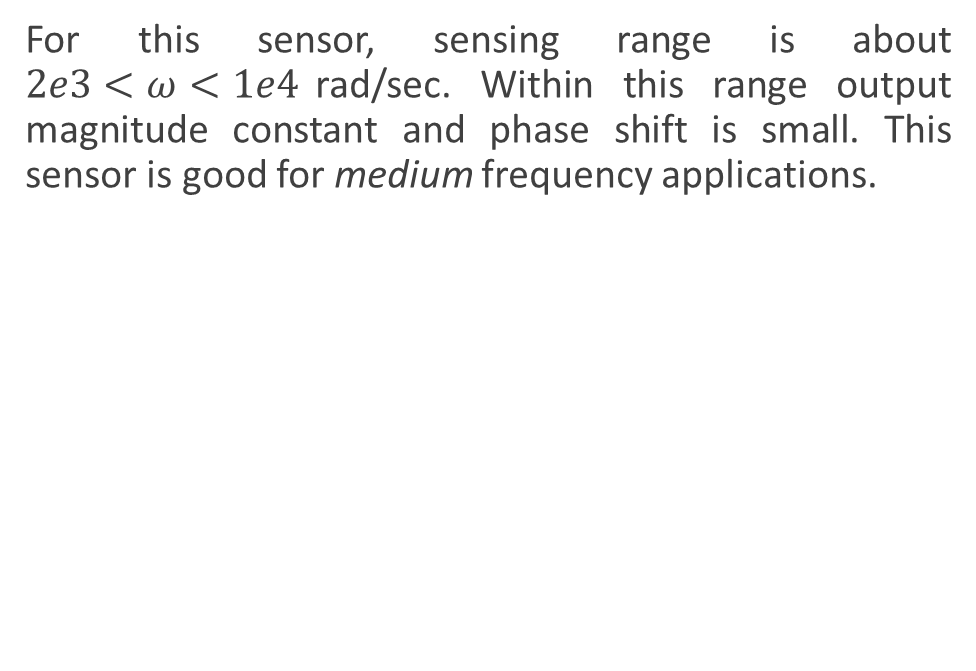 For this sensor, sensing range is about
2e3 < ω < 1e4 rad/sec. Within this range output
magnitude constant and phase shift is small. This
sensor is good for medium frequency applications.